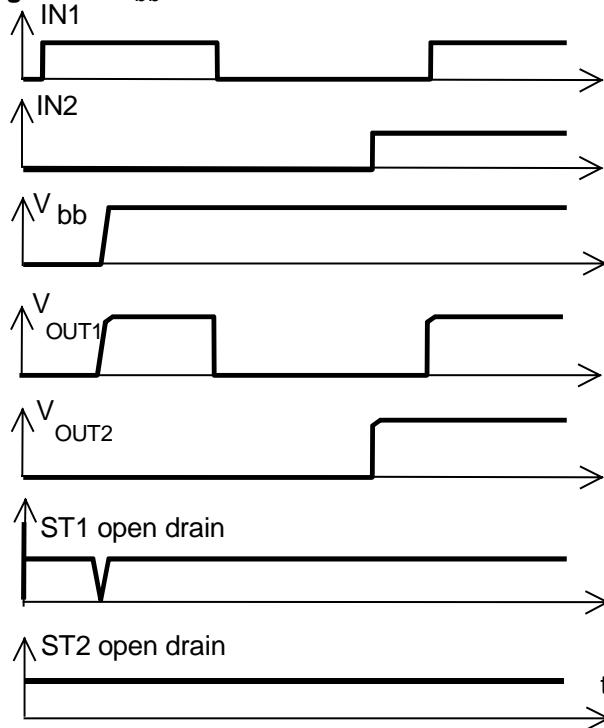 IN1
IN2
V bb
V OUT1
V OUT2
ST1 open drain
ST2 open drain
t